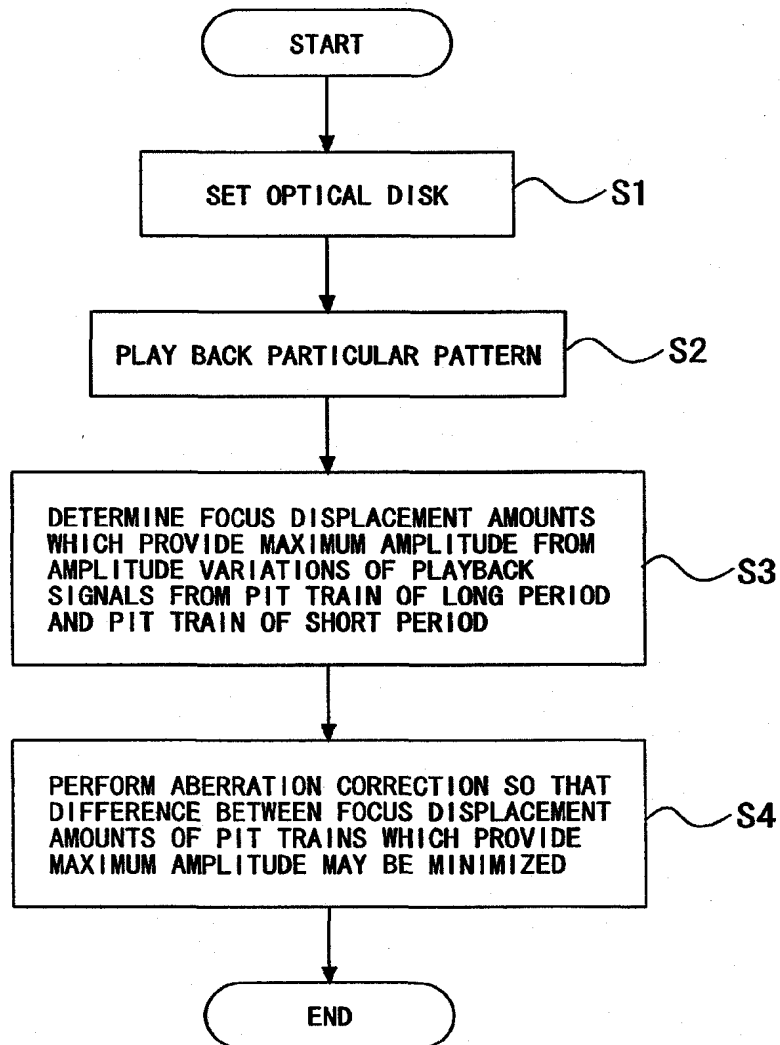 START
SET OPTICAL DISK
S1
PLAY BACK PARTICULAR PATTERN
S2
DETERMINE FOCUS DISPLACEMENT AMOUNTS
WHICH PROVIDE MAXIMUM AMPLITUDE FROM
AMPLITUDE VARIATIONS OF PLAYBACK
SIGNALS FROM PIT TRAIN OF LONG PERIOD
AND PIT TRAIN OF SHORT PERIOD
S3
PERFORM ABERRATION CORRECTION SO THAT
DIFFERENCE BETWEEN FOCUS DISPLACEMENT
AMOUNTS OF PIT TRAINS WHICH PROVIDE
MAXIMUM AMPLITUDE MAY BE MINIMIZED
S4
END